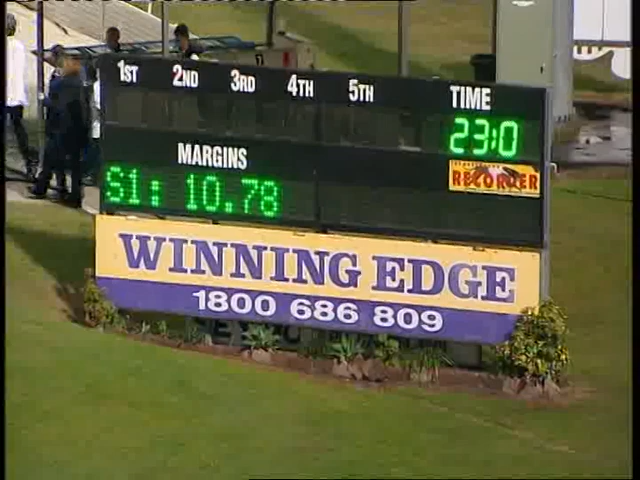 1ST 2ND 3RD 4TH 5TH TIME
23:0
MARGINS
RECORDER
S1: 10.78
WINNING EDGE
1800 686 809